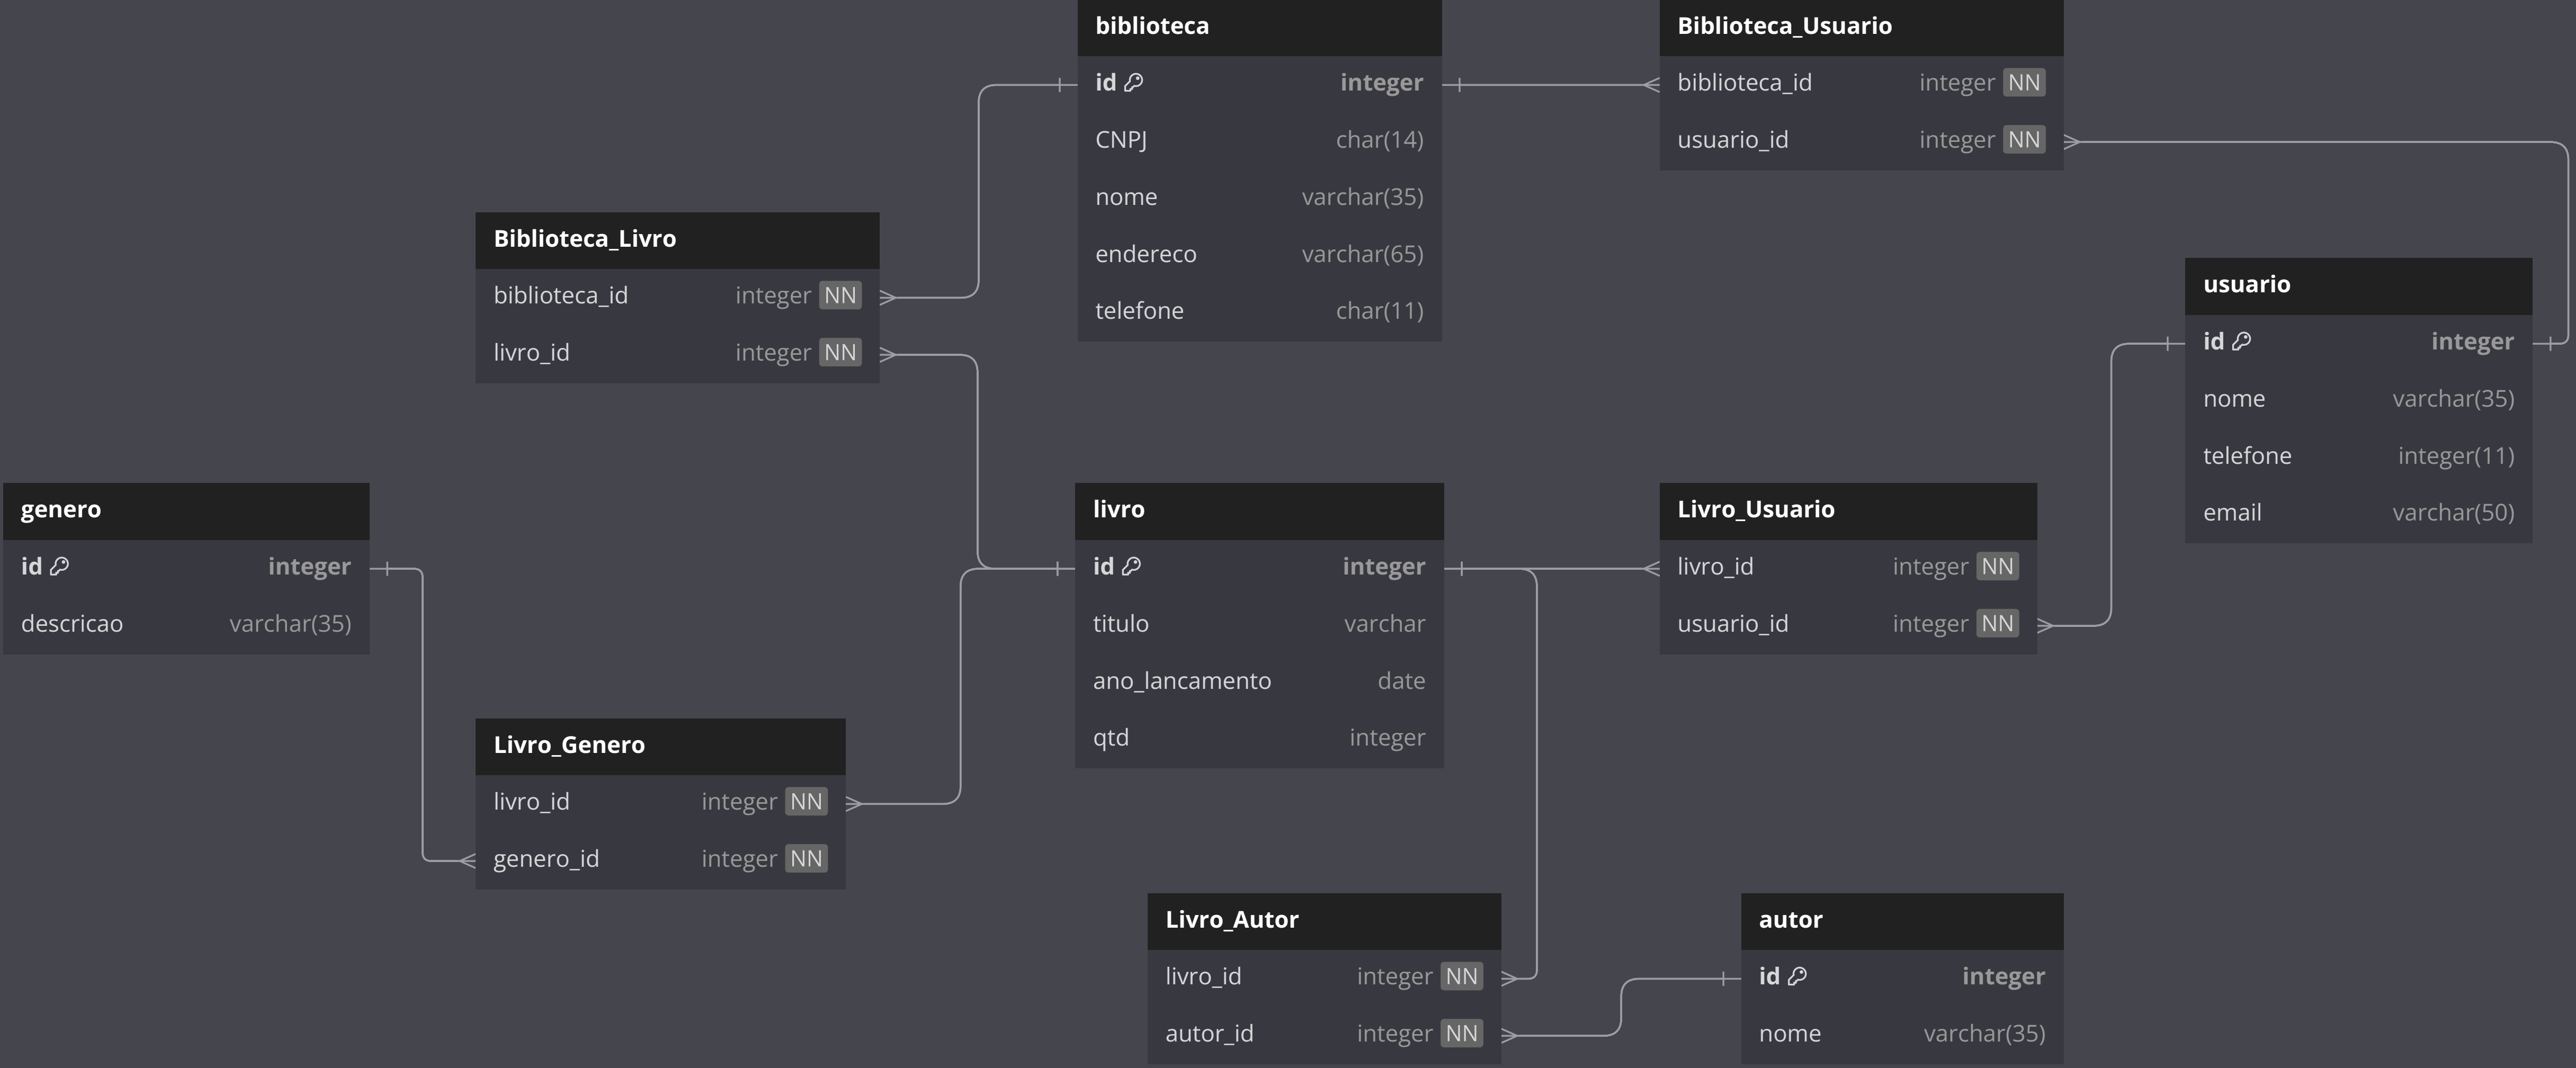 biblioteca
id integer
CNPJ char(14)
nome varchar(35)
endereco varchar(65)
telefone char(11)
Biblioteca_Usuario
biblioteca_id integer NN
usuario_id integer NN
Biblioteca_Livro
biblioteca_id integer NN
livro_id integer NN
usuario
id integer
nome varchar(35)
telefone integer(11)
email varchar(50)
genero
id integer
descricao varchar(35)
livro
id integer
titulo varchar
ano_lancamento date
qtd integer
Livro_Usuario
livro_id integer NN
usuario_id integer NN
Livro_Genero
livro_id integer NN
genero_id integer NN
Livro_Autor
livro_id integer NN
autor_id integer NN
autor
id integer
nome varchar(35)